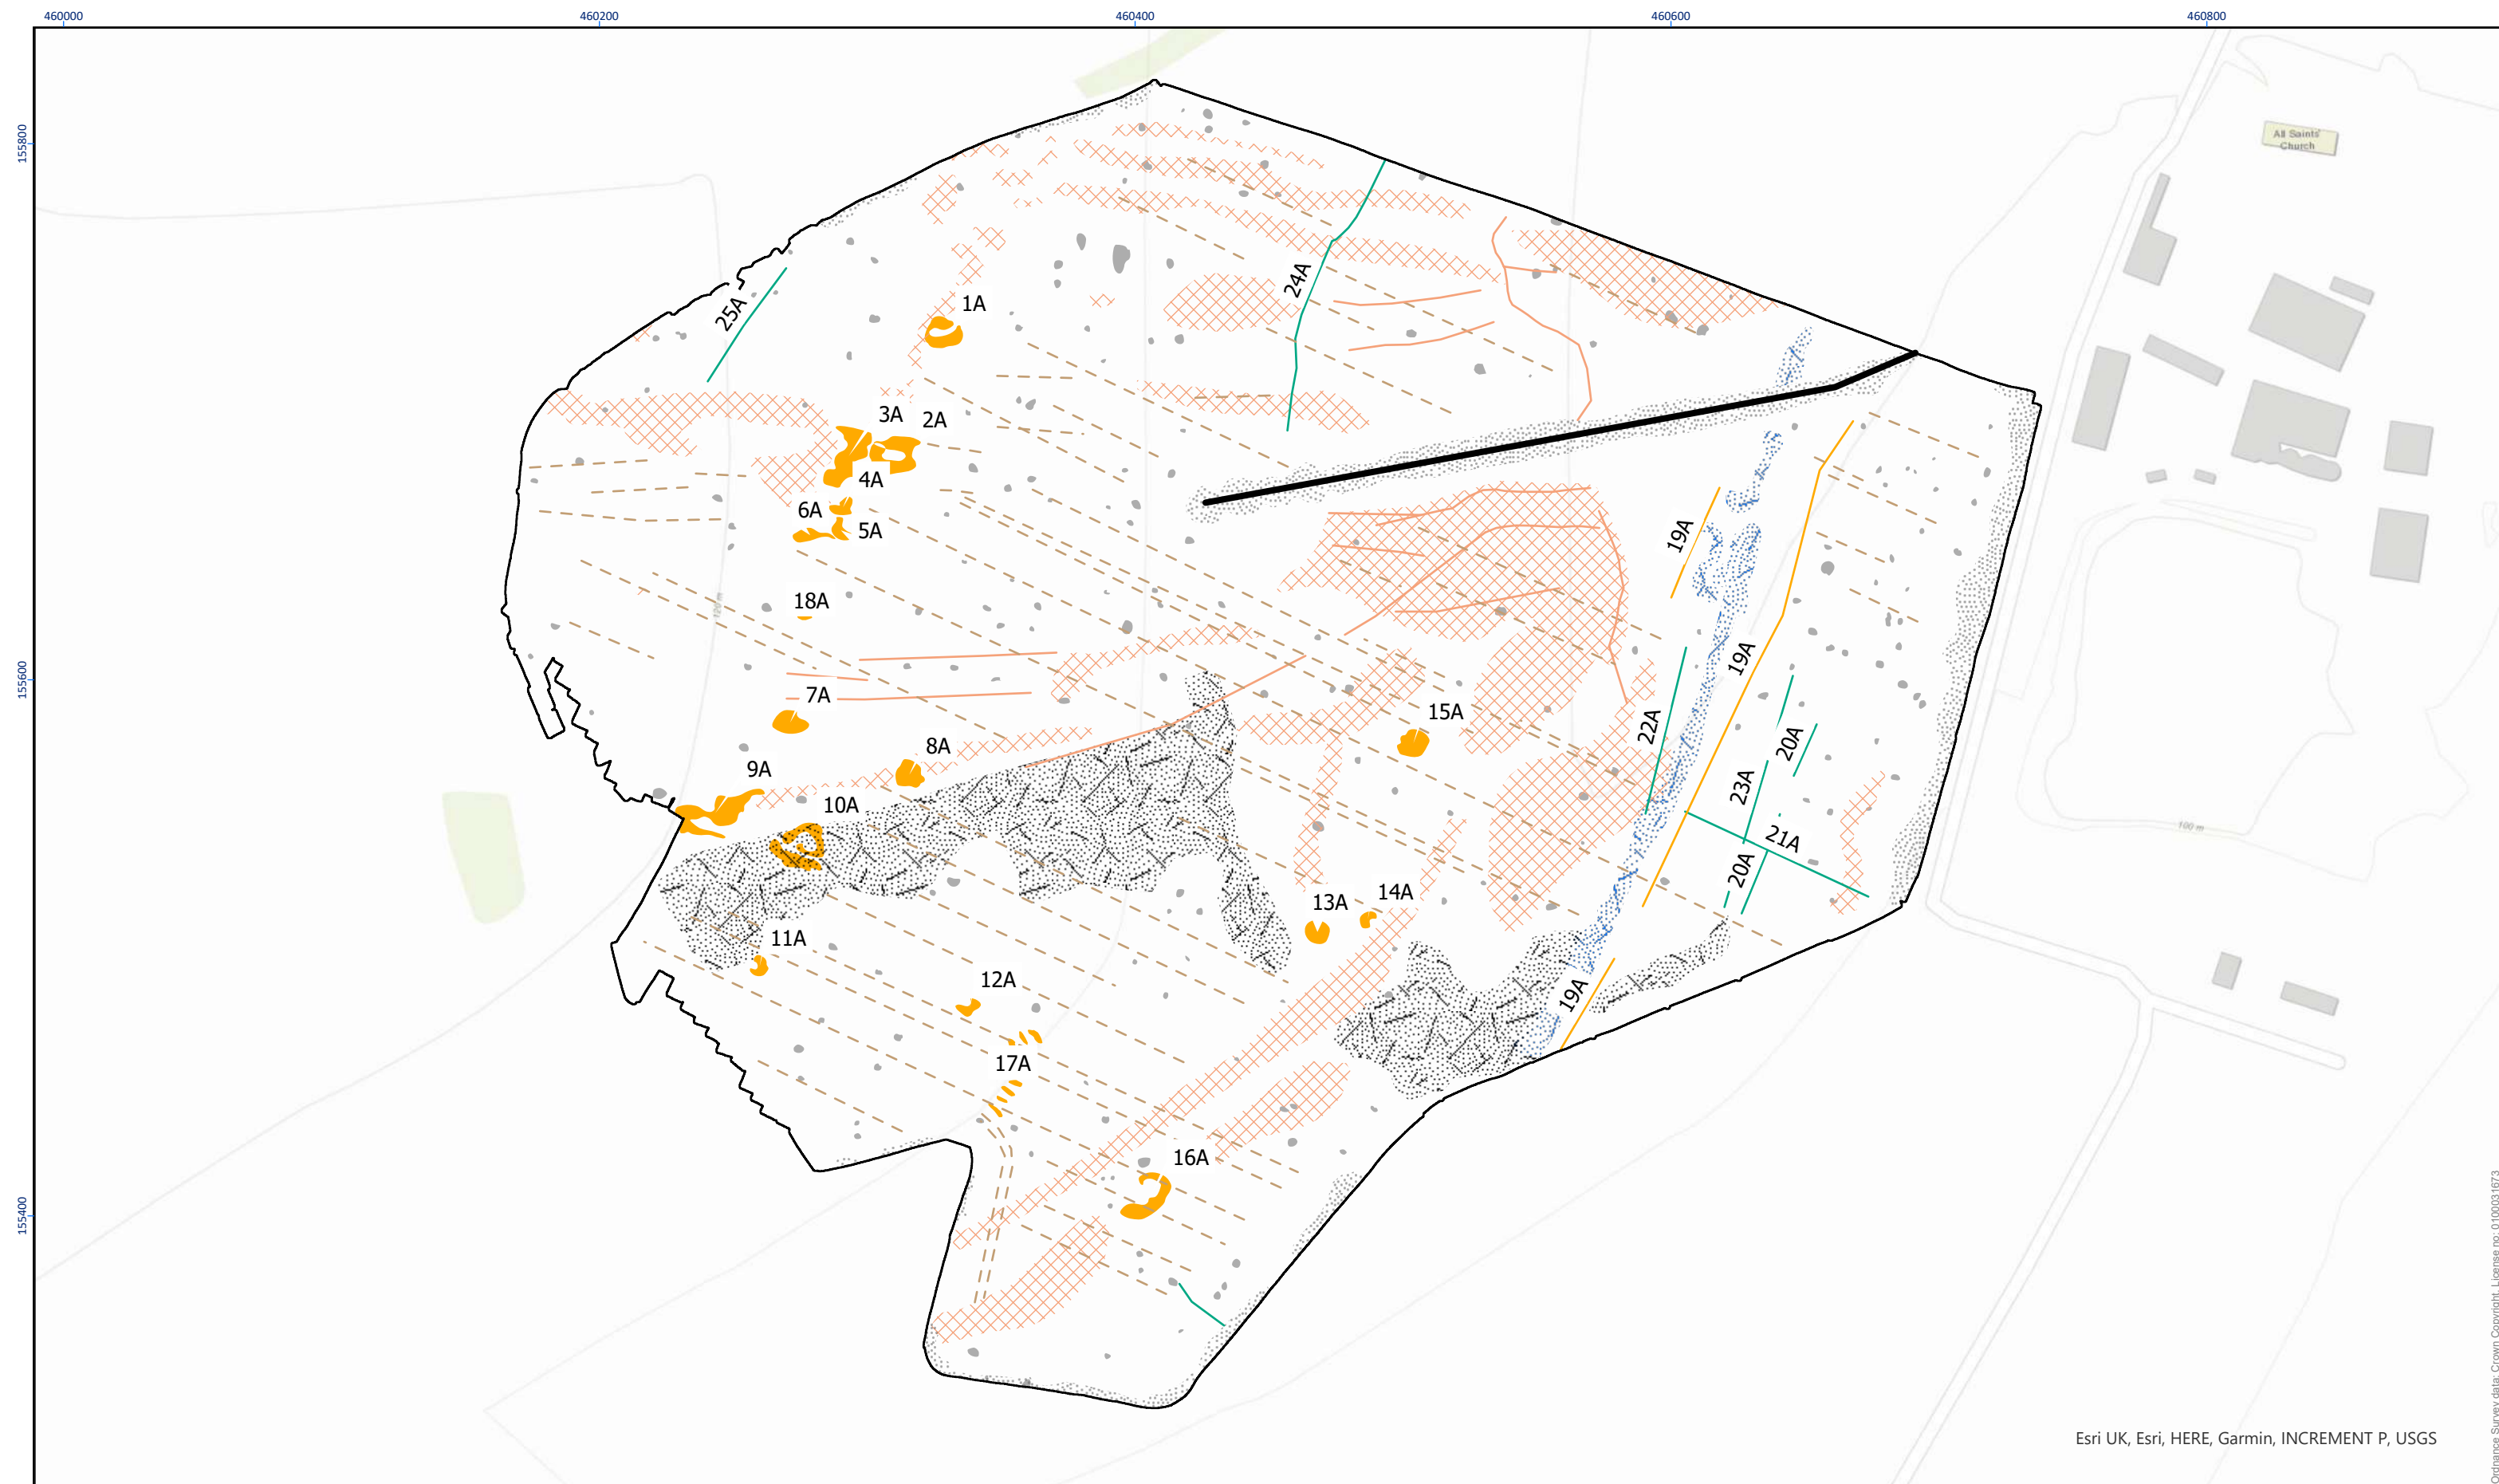 460000
460200
460400
460600
460800
155800
All Saints'
Church
24A
25A
1A
3A
2A
4A
6A
5A
19A
18A
120 m
19A
7A
15A
22A
20A
8A
9A
23A
10A
100 m
21A
20A
14A
13A
11A
12A
19A
17A
16A
155600
155400
Esri UK, Esri, HERE, Garmin, INCREMENT P, USGS
Ordnance Survey data: Crown Copyright. License no: 0100031673